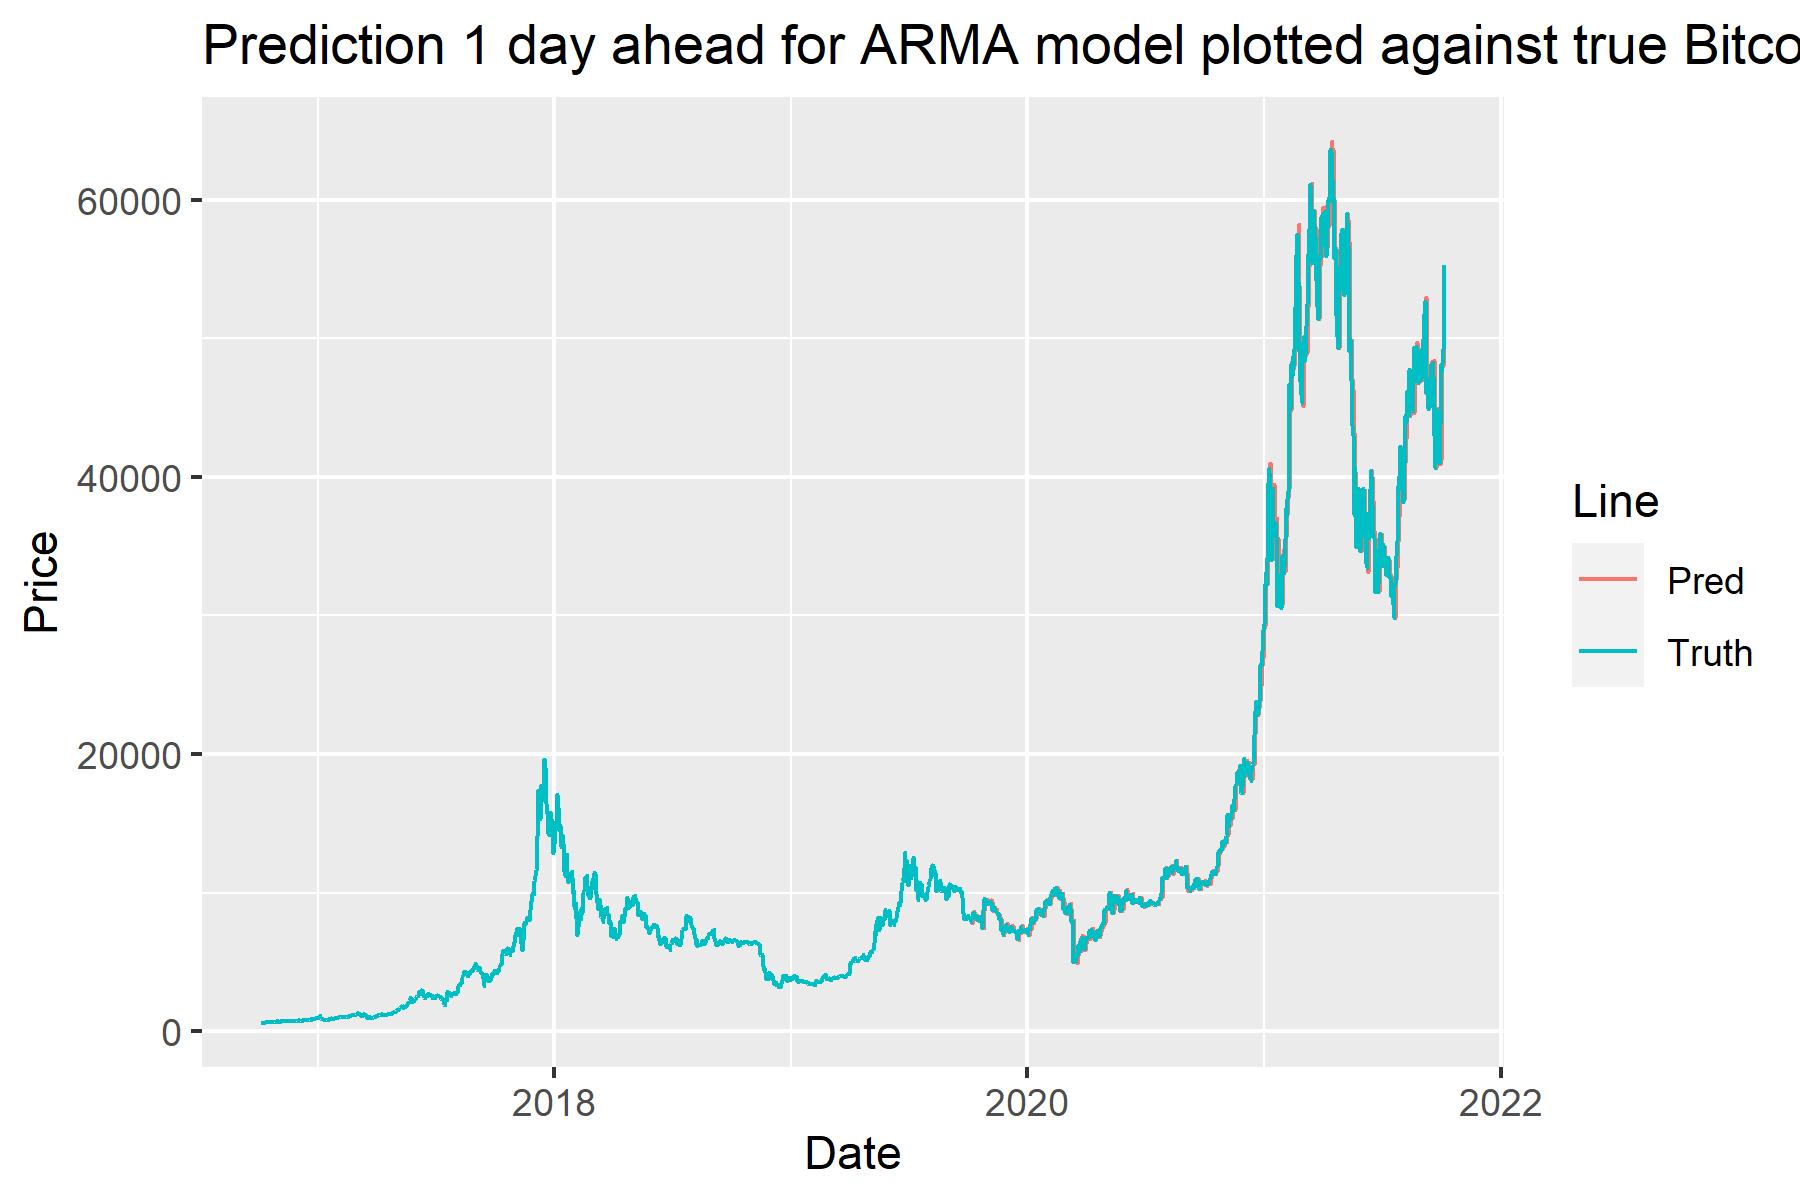 Prediction 1 day ahead for ARMA model plotted against true Bitco
60000
40000
20000
0
Price
2018
2020
2022
Date
Line
Pred
Truth